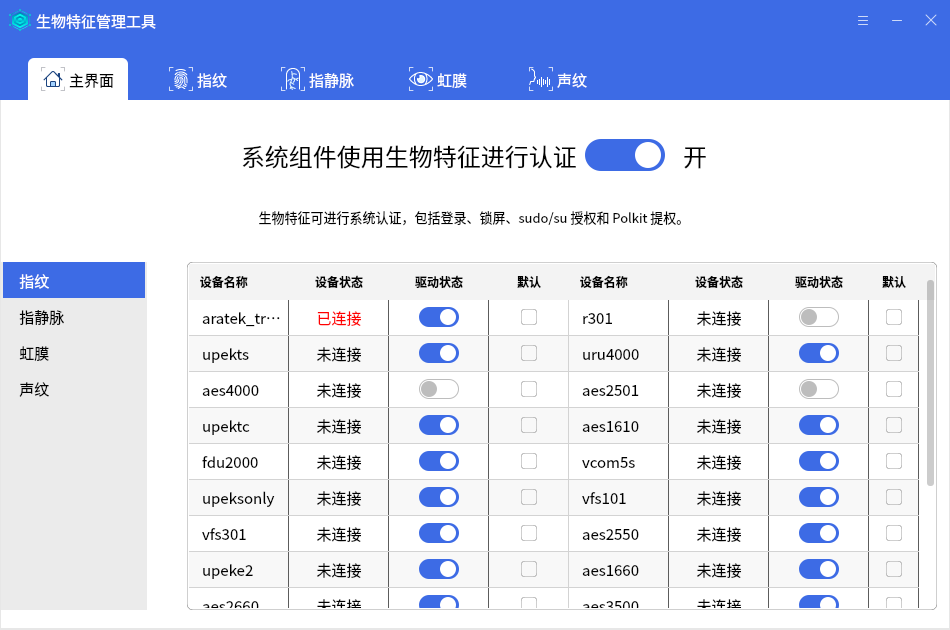 生物特征管理工具
主界面 指纹 指静脉 虹膜 声纹
系统组件使用生物特征进行认证 开
生物特征可进行系统认证，包括登录、锁屏、sudo/su 授权和 Polkit 提权。
指纹
指静脉
虹膜
声纹
设备名称 设备状态 驱动状态 默认 设备名称 设备状态 驱动状态 默认
aratek_tr··· 已连接 r301 未连接
upekts 未连接 uru4000 未连接
aes4000 未连接 aes2501 未连接
upektc 未连接 aes1610 未连接
fdu2000 未连接 vcom5s 未连接
upeksonly 未连接 vfs101 未连接
vfs301 未连接 aes2550 未连接
upeke2 未连接 aes1660 未连接
aes2660 未连接 aes3500 未连接